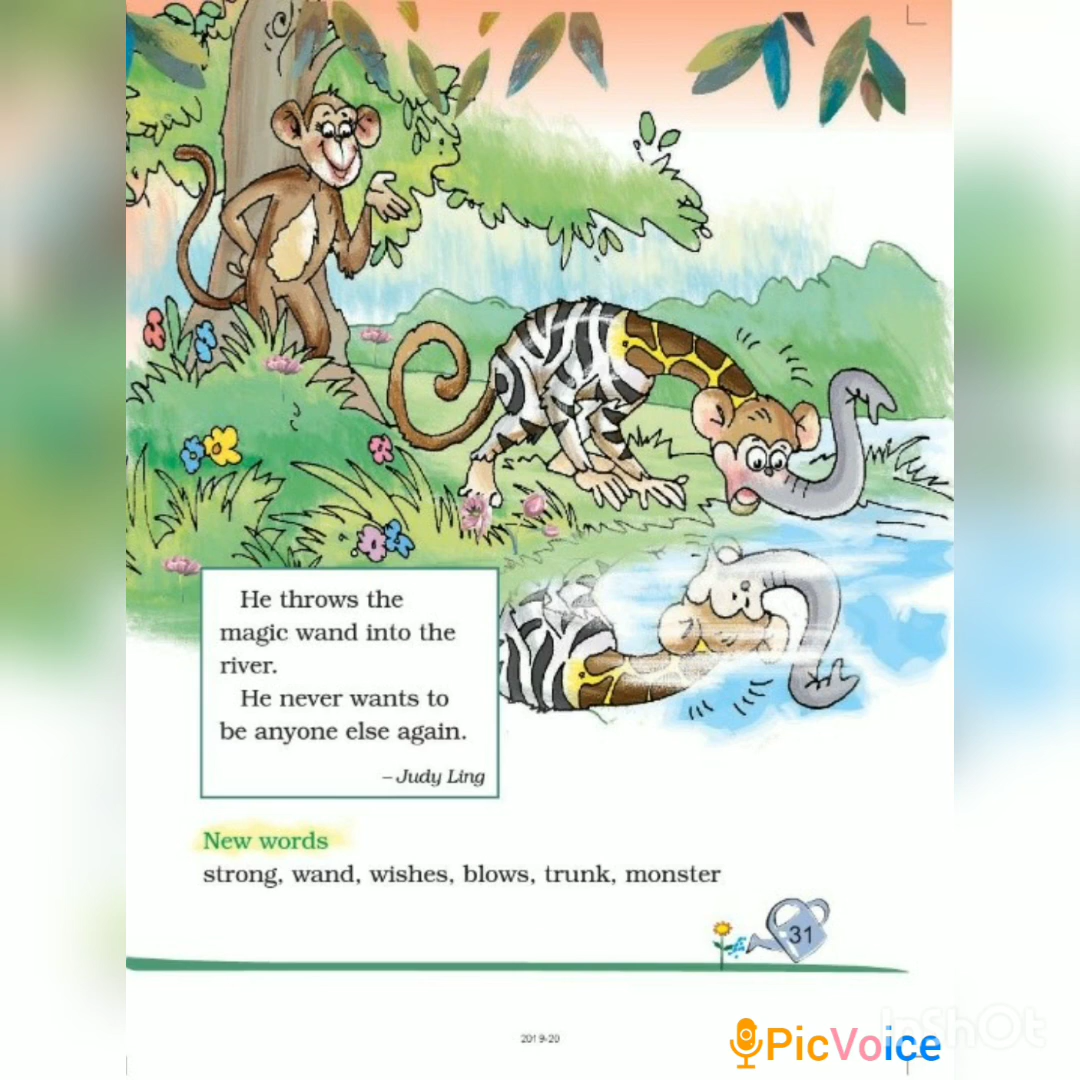 He throws the
magic wand into the
river.
He never wants to
be anyone else again.
– Judy Ling
New words
strong, wand, wishes, blows, trunk, monster
31
2019-20
PicVoice
InShOt